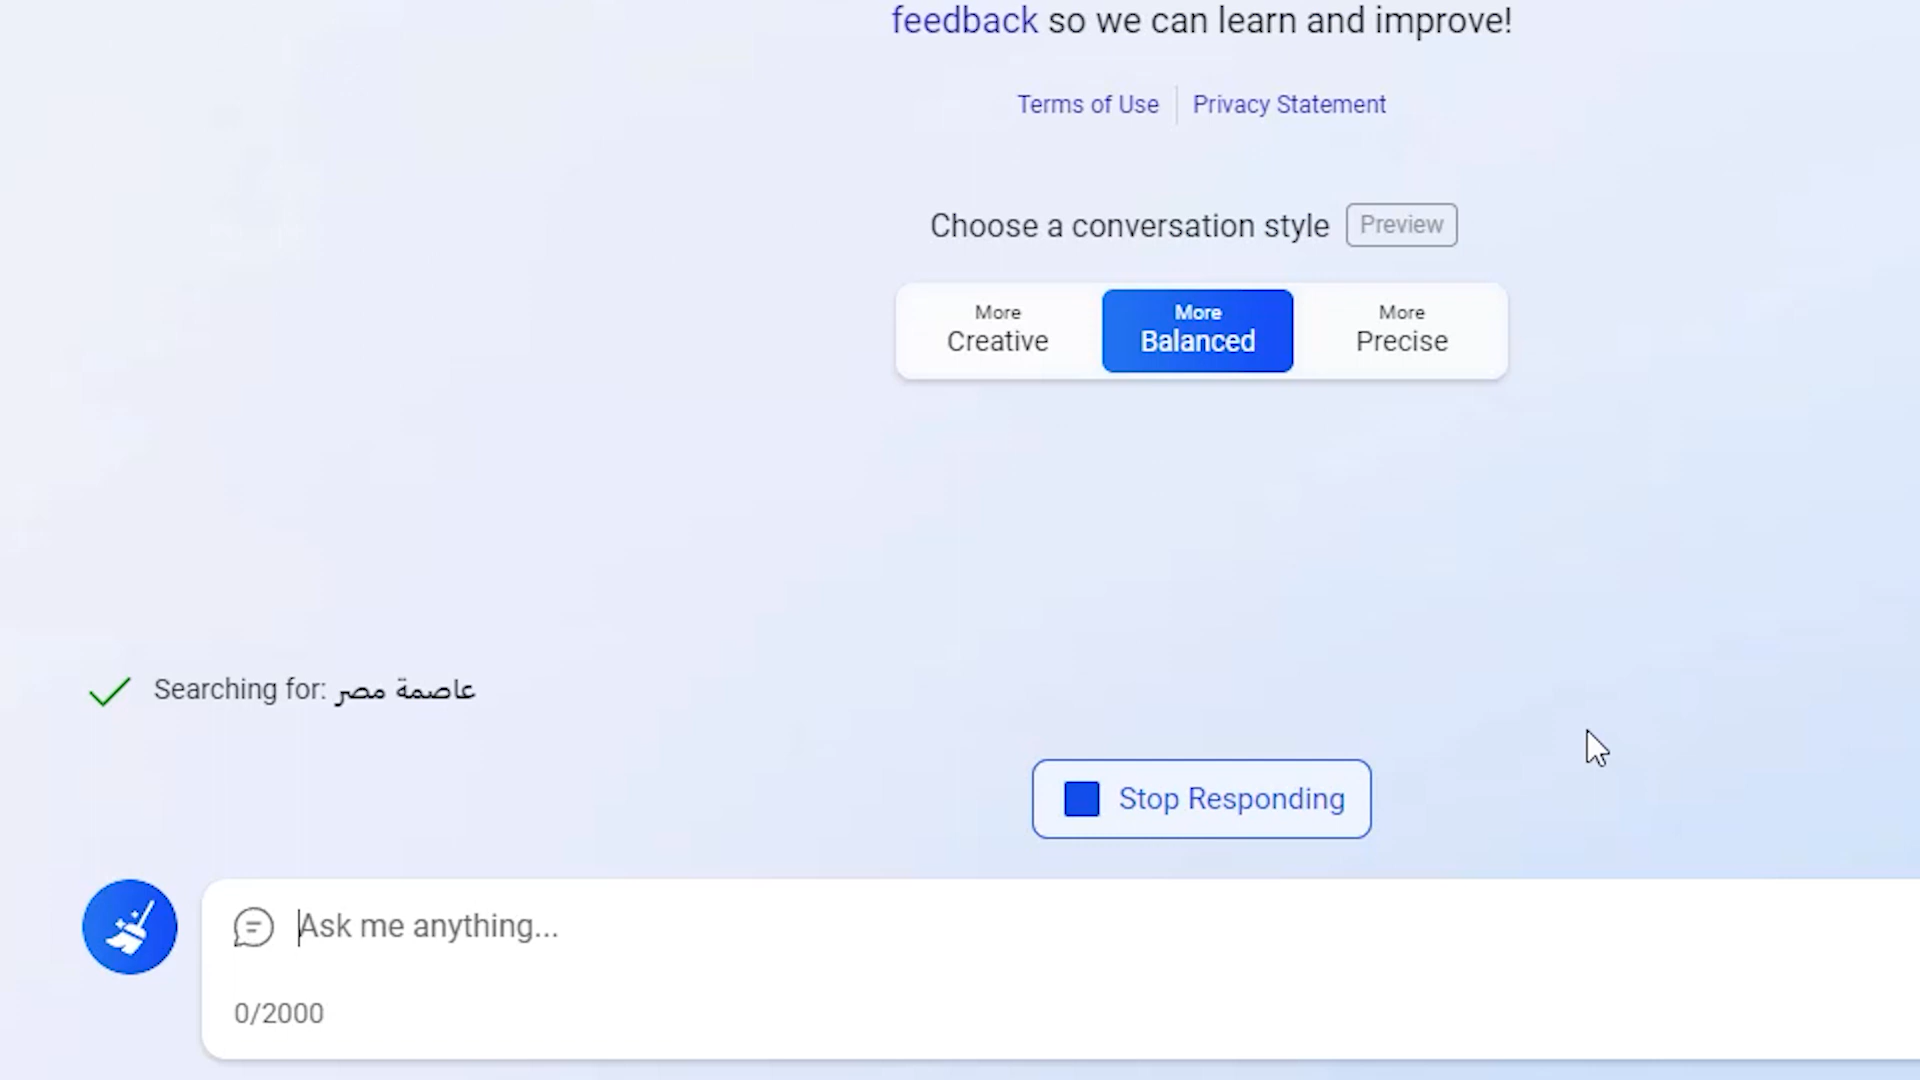 feedback so we can learn and improve!
Terms of Use Privacy Statement
Choose a conversation style Preview
More Creative
More Balanced
More Precise
Searching for: عاصمة مصر
Stop Responding
Ask me anything...
0/2000